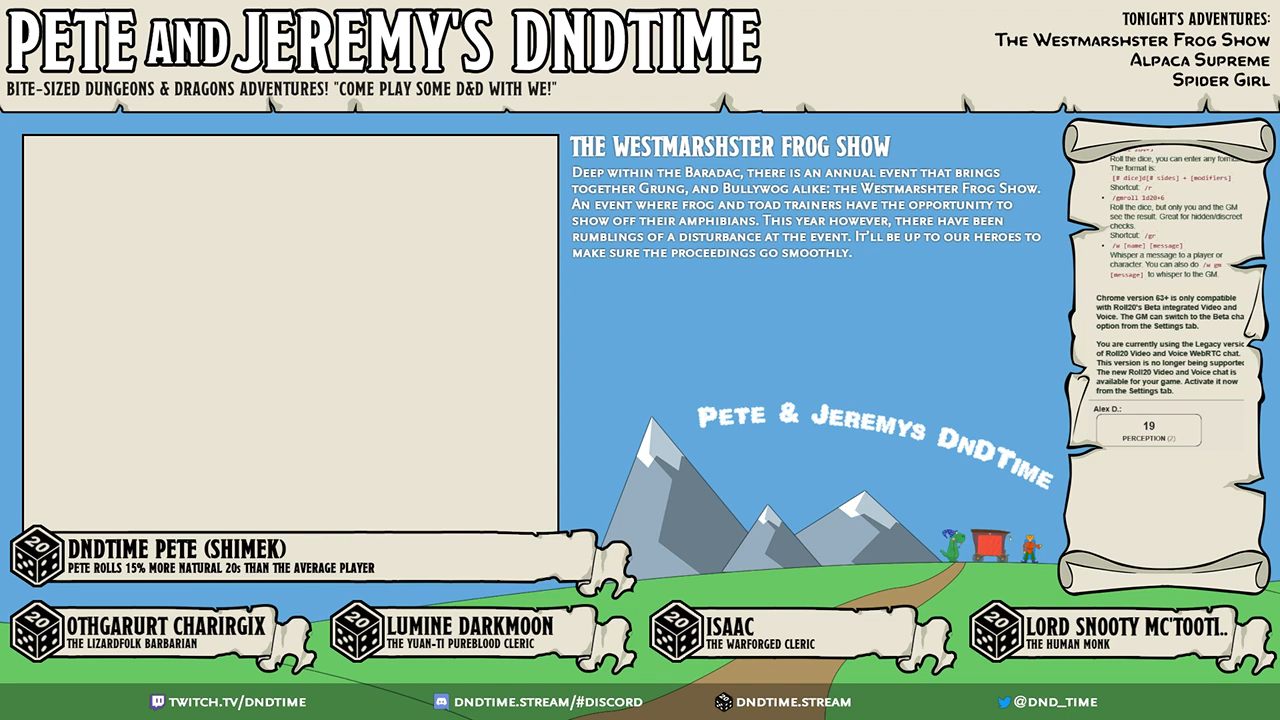 PETE AND JEREMY'S DNDTIME
BITE-SIZED DUNGEONS & DRAGONS ADVENTURES! "COME PLAY SOME D&D WITH WE!"
TONIGHT'S ADVENTURES:
The Westmarshster Frog Show
Alpaca Supreme
Spider Girl
THE WESTMARSHSTER FROG SHOW
Deep within the Baradac, there is an annual event that brings
together Grung, and Bullywog alike: the Westmarshter Frog Show.
An event where frog and toad trainers have the opportunity to
show off their amphibians. This year however, there have been
rumblings of a disturbance at the event. It'll be up to our heroes to
make sure the proceedings go smoothly.
Roll the dice, you can enter any
The format is:
[# dice]d[# sides] + [modifiers]
Shortcut: /r
• /gmroll 1d20+6
Roll the dice, but only you and the GM
see the result. Great for hidden/discreet
checks.
Shortcut: /gr
• /w [name] [message]
Whisper a message to a player or
character. You can also do /w gm
[message] to whisper to the GM.
Chrome version 63+ is only compatible
with Roll20's Beta integrated Video and
Voice. The GM can switch to the Beta cha
option from the Settings tab.
You are currently using the Legacy versic
of Roll20 Video and Voice WebRTC chat.
This version is no longer being supported
The new Roll20 Video and Voice chat is
available for your game. Activate it now
from the Settings tab.
Alex D.:
19
PERCEPTION (2)
Pete & Jeremys DnDTime
20
DNDTIME PETE (SHIMEK)
PETE ROLLS 15% MORE NATURAL 20S THAN THE AVERAGE PLAYER
20
OTHGARURT CHARIRGIX
THE LIZARDFOLK BARBARIAN
20
LUMINE DARKMOON
THE YUAN-TI PUREBLOOD CLERIC
20
ISAAC
THE WARFORGED CLERIC
20
LORD SNOOTY MC'TOOTI..
THE HUMAN MONK
TWITCH.TV/DNDTIME
DNDTIME.STREAM/#DISCORD
DNDTIME.STREAM
@DND_TIME